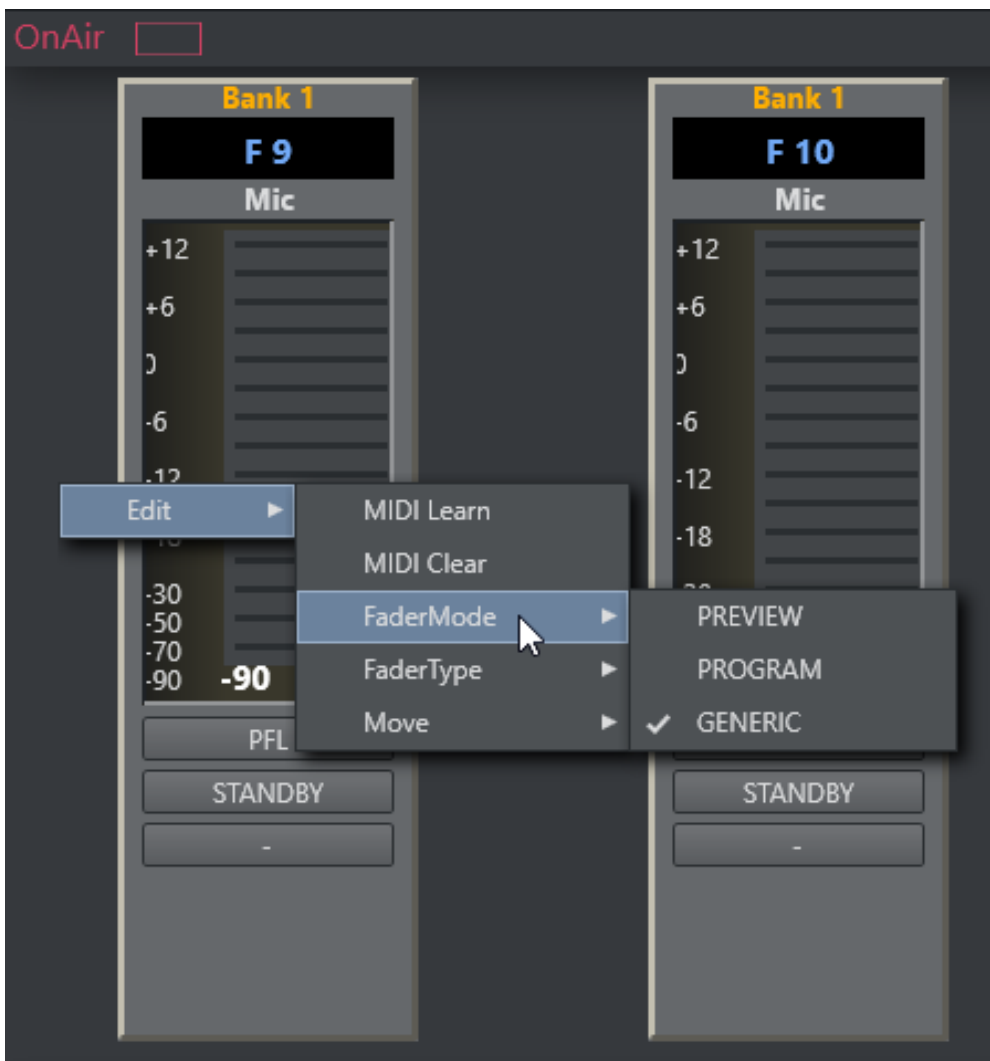 OnAir
Bank 1
F 9
Mic
+12
+6
-6
-12
-30
-50
-70
-90
-90
PFL
STANDBY
-
Edit
MIDI Learn
MIDI Clear
FaderMode
FaderType
Move
PREVIEW
PROGRAM
GENERIC
Bank 1
F 10
Mic
+12
+6
-6
-12
-18
STANDBY
-